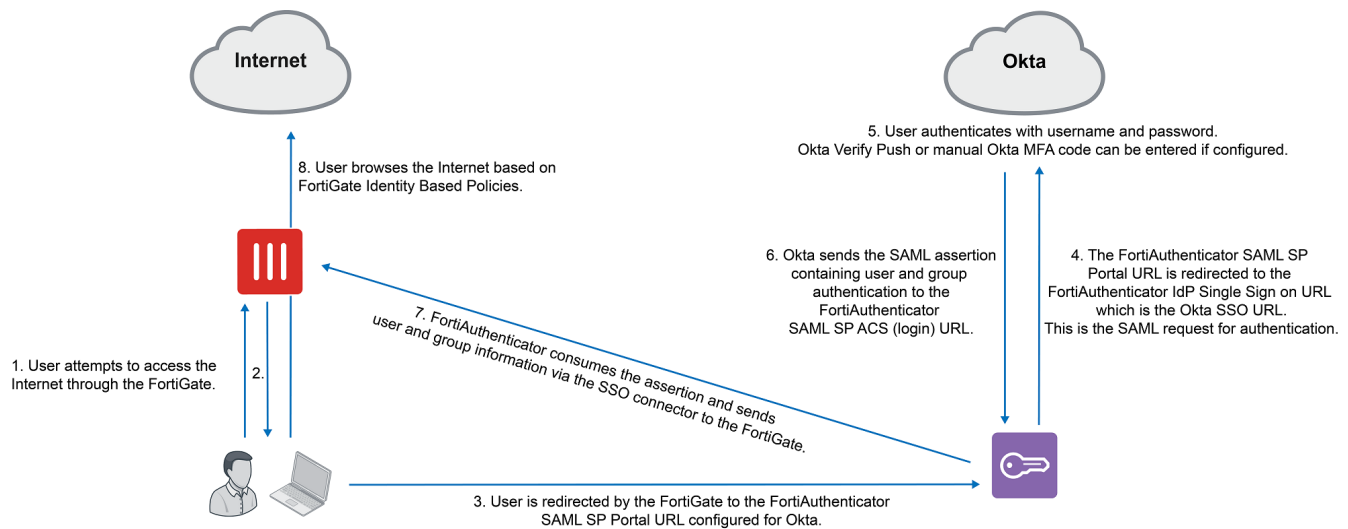 Internet
Okta
5. User authenticates with username and password.
Okta Verify Push or manual Okta MFA code can be entered if configured.
8. User browses the Internet based on
FortiGate Identity Based Policies.
6. Okta sends the SAML assertion
containing user and group
authentication to the
FortiAuthenticator
SAML SP ACS (login) URL.
4. The FortiAuthenticator SAML SP
Portal URL is redirected to the
FortiAuthenticator IdP Single Sign on URL
which is the Okta SSO URL.
This is the SAML request for authentication.
7. FortiAuthenticator consumes the assertion and sends
user and group information via the SSO connector to the FortiGate.
1. User attempts to access the
Internet through the FortiGate.
2.
3. User is redirected by the FortiGate to the FortiAuthenticator
SAML SP Portal URL configured for Okta.